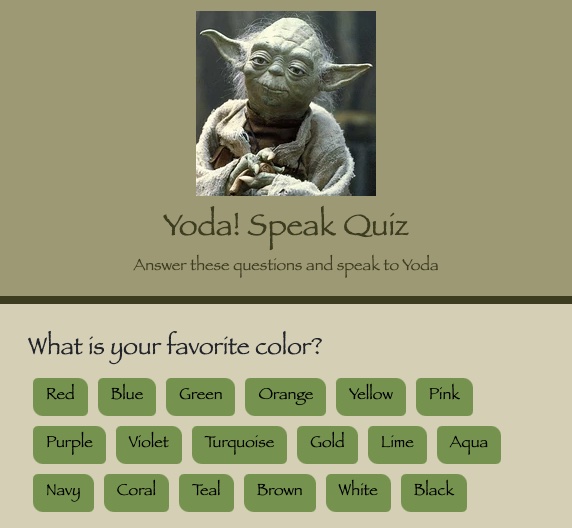 Yoda! Speak Quiz
Answer these questions and speak to Yoda
What is your favorite color?
Red Blue Green Orange Yellow Pink
Purple Violet Turquoise Gold Lime Aqua
Navy Coral Teal Brown White Black